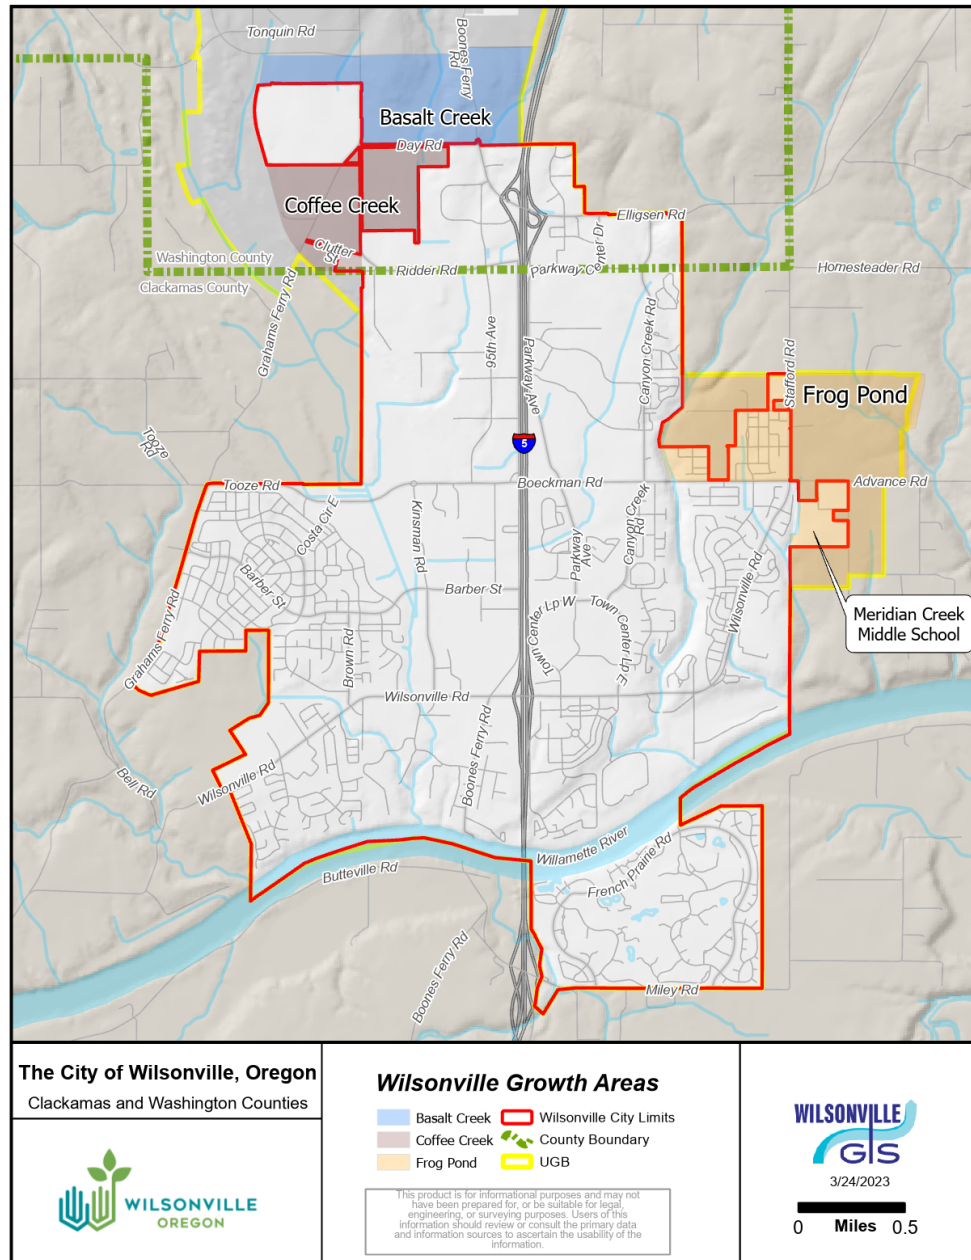 Tonquin Rd
Boones Ferry
Rd
Basalt Creek
Day Rd
Coffee Creek
Elligsen Rd
Clutter
St
Washington County
Clackamas County
Ridder Rd
Parkway Center Dr
Homesteader Rd
Grahams Ferry Rd
95th Ave
Parkway Ave
Canyon Creek Rd
Stafford Rd
Frog Pond
5
Tooze
Rd
Tooze Rd
Boeckman Rd
Advance Rd
Costa Cir E
Kinsman Rd
Canyon Creek
Rd
Parkway
Ave
Barber St
Barber St
Wilsonville Rd
Town Center Lp W
Town Center Lp E
Meridian Creek
Middle School
Grahams Ferry Rd
Brown Rd
Wilsonville Rd
Boones Ferry Rd
Bell Rd
Wilsonville Rd
Willamette River
Butteville Rd
French Prairie Rd
Boones Ferry Rd
Miley Rd
The City of Wilsonville, Oregon
Clackamas and Washington Counties
WILSONVILLE
OREGON
Wilsonville Growth Areas
Basalt Creek
Wilsonville City Limits
Coffee Creek
County Boundary
Frog Pond
UGB
This product is for informational purposes and may not
have been prepared for, or be suitable for legal,
engineering, or surveying purposes. Users of this
information should review or consult the primary data
and information sources to ascertain the usability of the
information.
WILSONVILLE
GIS
3/24/2023
0 Miles 0.5